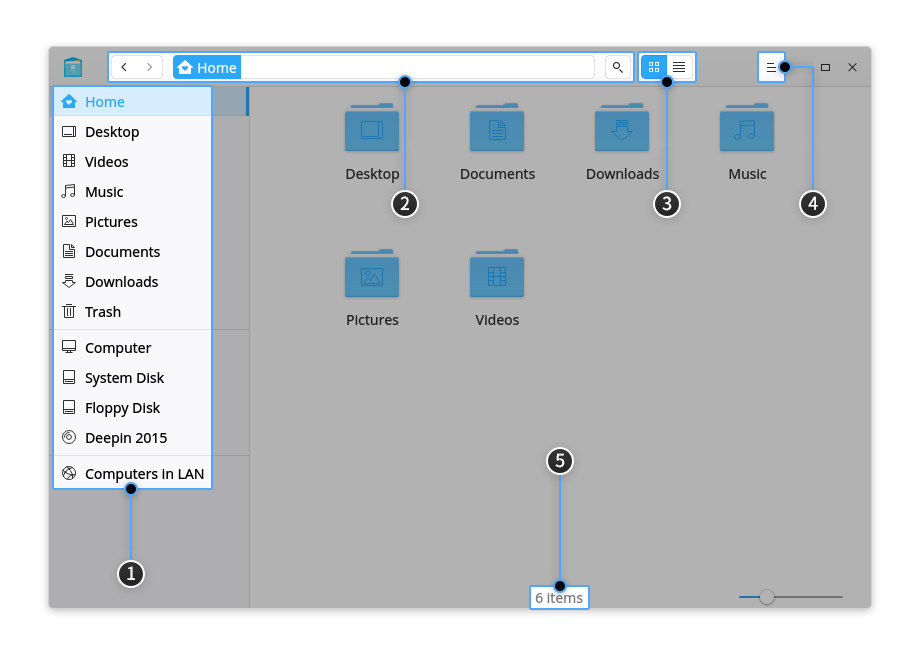 Home
Home
Desktop
Videos
Music
Pictures
Documents
Downloads
Trash
Computer
System Disk
Floppy Disk
Deepin 2015
Computers in LAN
1
Desktop
Documents
Downloads
Music
2
3
4
Pictures
Videos
5
6 items